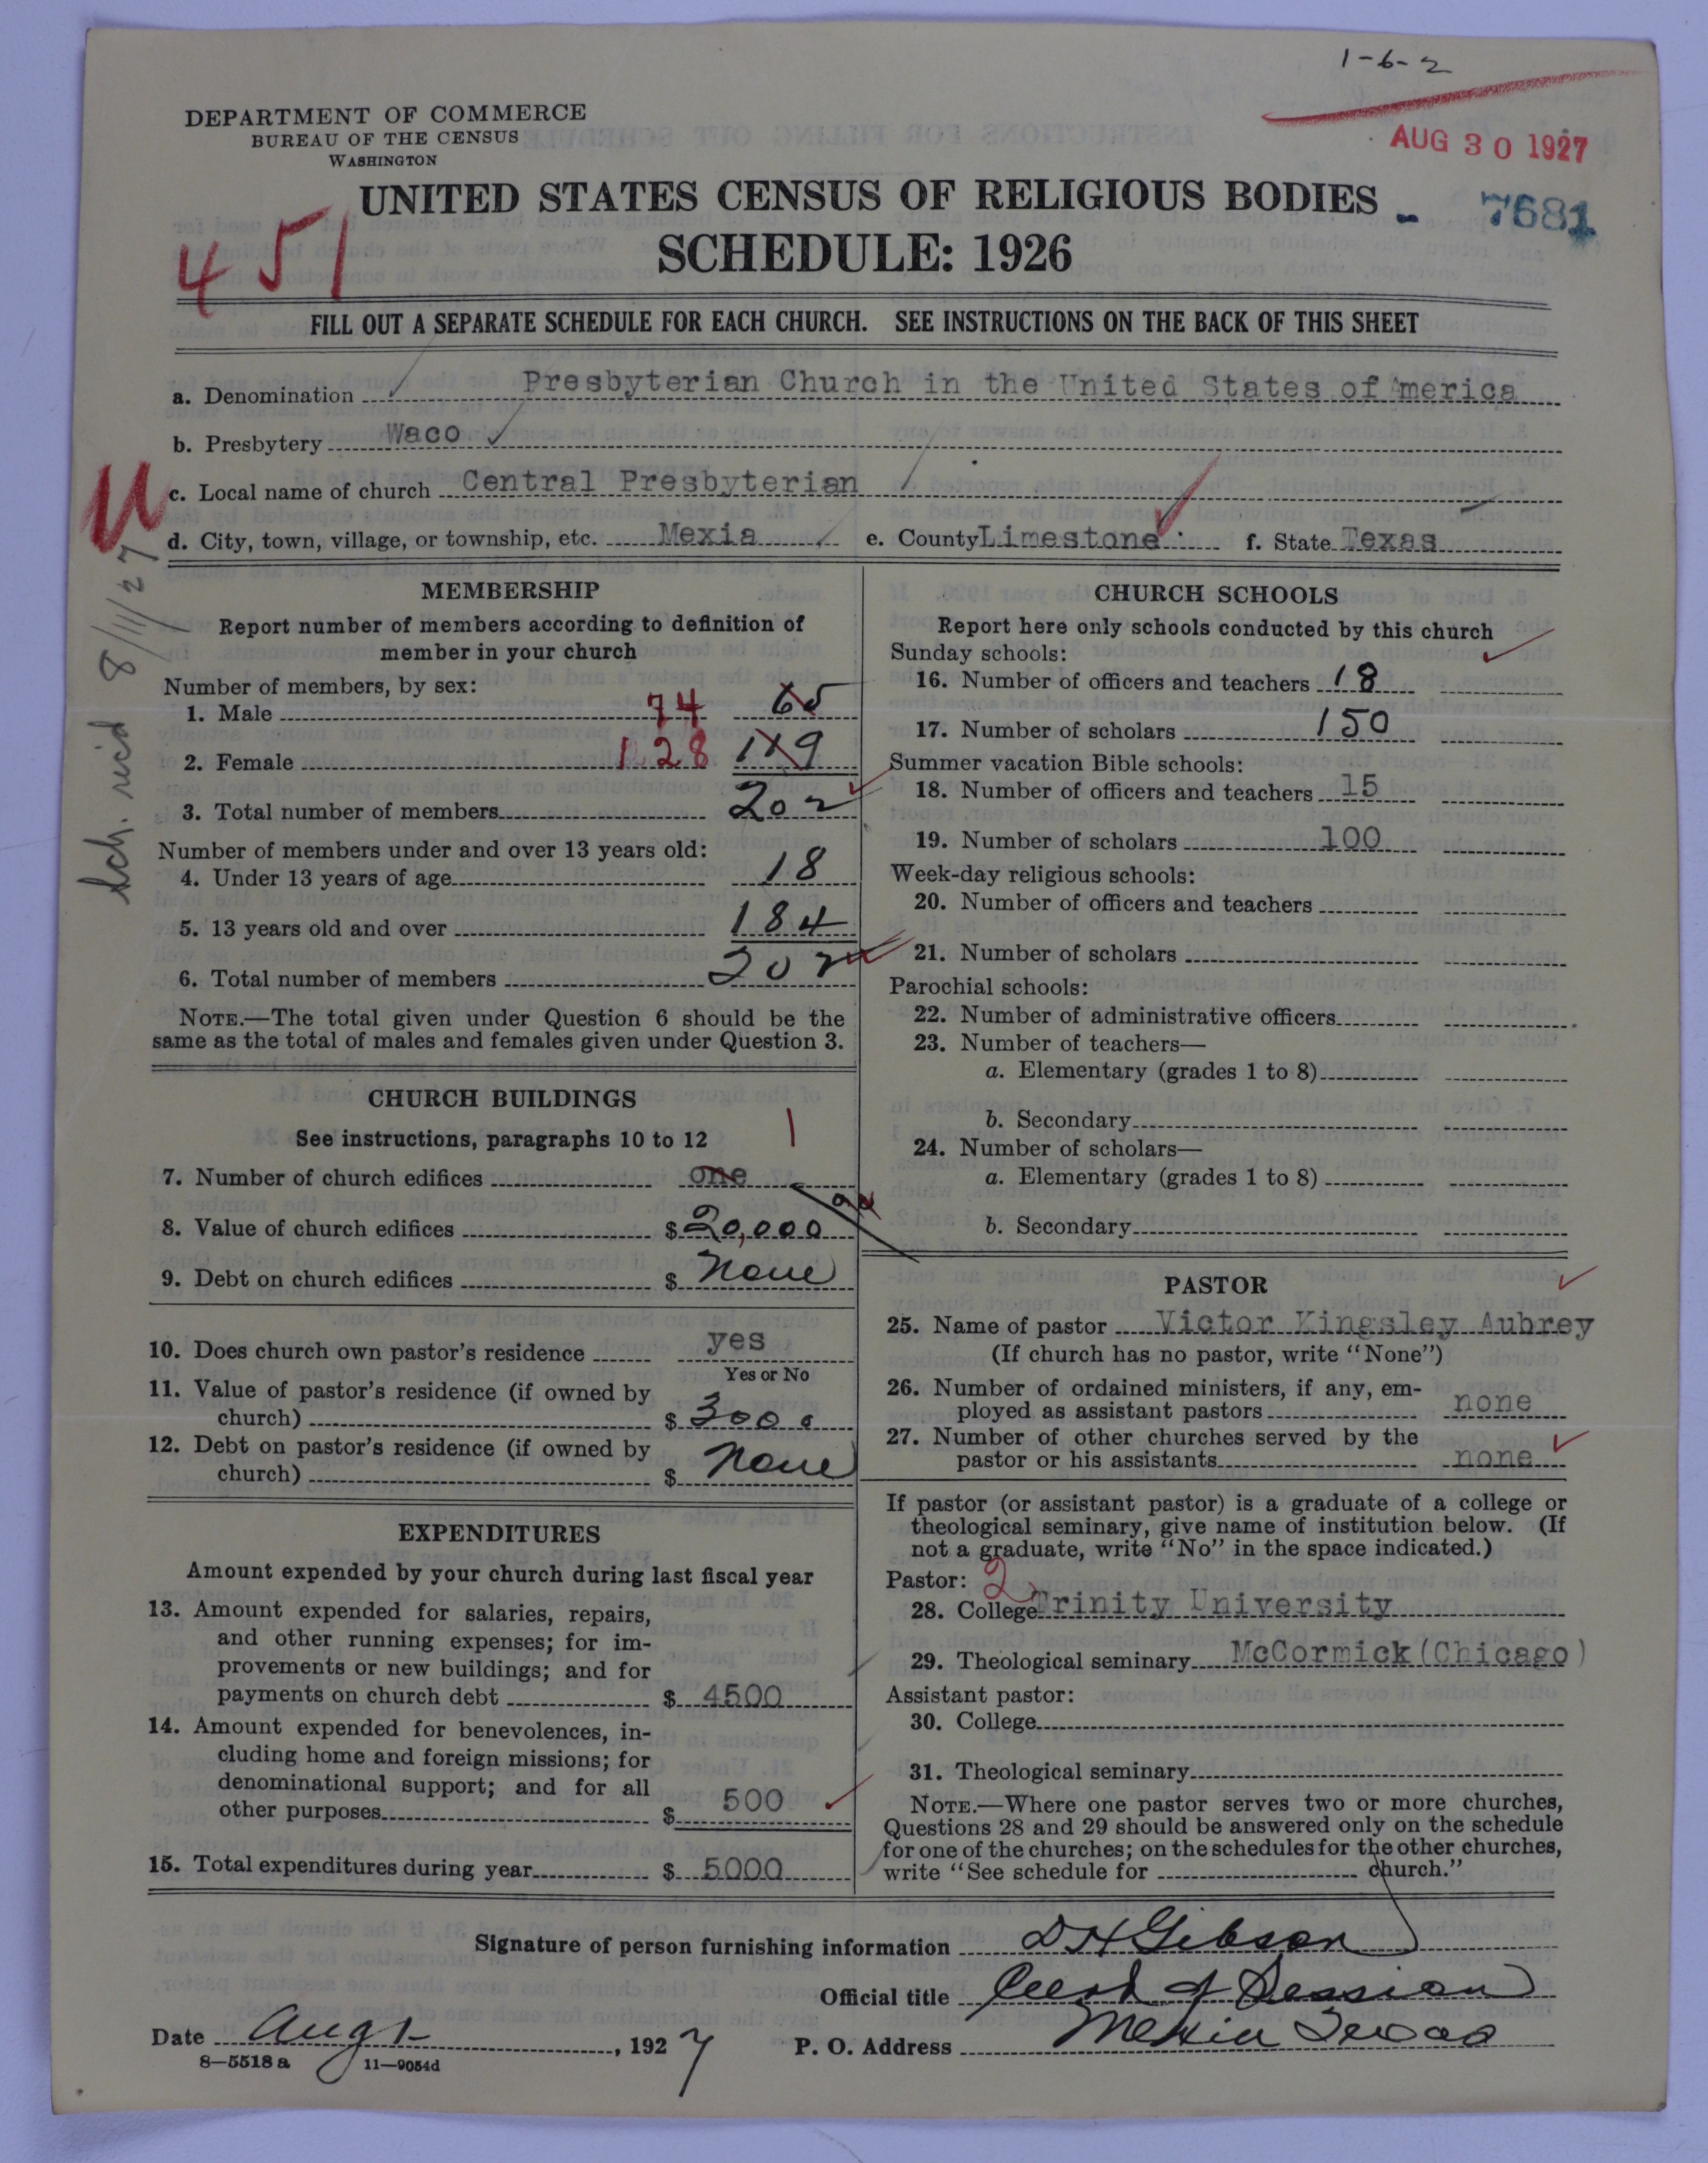 1-6-2
DEPARTMENT OF COMMERCE
BUREAU OF THE CENSUS
WASHINGTON
AUG 30 1927
UNITED STATES CENSUS OF RELIGIOUS BODIES
7681
451
SCHEDULE: 1926
FILL OUT A SEPARATE SCHEDULE FOR EACH CHURCH. SEE INSTRUCTIONS ON THE BACK OF THIS SHEET
a. Denomination Presbyterian Church in the United States of America
b. Presbytery Waco
c. Local name of church Central Presbyterian
d. City, town, village, or township, etc. Mexia e. County Limestone f. State Texas
Sch. rec'd 8/11/27
MEMBERSHIP
Report number of members according to definition of
member in your church
Number of members, by sex:
1. Male 74 65
2. Female 128 119
3. Total number of members 202
Number of members under and over 13 years old:
4. Under 13 years of age 18
5. 13 years old and over 184
6. Total number of members 202
NOTE.—The total given under Question 6 should be the
same as the total of males and females given under Question 3.
CHURCH BUILDINGS
See instructions, paragraphs 10 to 12 1
7. Number of church edifices one
8. Value of church edifices $ 20,000
9. Debt on church edifices $ None
10. Does church own pastor's residence yes
Yes or No
11. Value of pastor's residence (if owned by
church) $ 3000
12. Debt on pastor's residence (if owned by
church) $ None
EXPENDITURES
Amount expended by your church during last fiscal year
13. Amount expended for salaries, repairs,
and other running expenses; for im-
provements or new buildings; and for
payments on church debt $ 4500
14. Amount expended for benevolences, in-
cluding home and foreign missions; for
denominational support; and for all
other purposes $ 500
15. Total expenditures during year $ 5000
CHURCH SCHOOLS
Report here only schools conducted by this church
Sunday schools:
16. Number of officers and teachers 18
17. Number of scholars 150
Summer vacation Bible schools:
18. Number of officers and teachers 15
19. Number of scholars 100
Week-day religious schools:
20. Number of officers and teachers
21. Number of scholars
Parochial schools:
22. Number of administrative officers
23. Number of teachers—
a. Elementary (grades 1 to 8)
b. Secondary
24. Number of scholars—
a. Elementary (grades 1 to 8)
b. Secondary
PASTOR
25. Name of pastor Victor Kingsley Aubrey
(If church has no pastor, write "None")
26. Number of ordained ministers, if any, em-
ployed as assistant pastors none
27. Number of other churches served by the
pastor or his assistants none
If pastor (or assistant pastor) is a graduate of a college or
theological seminary, give name of institution below. (If
not a graduate, write "No" in the space indicated.)
Pastor: 2
28. College Trinity University
29. Theological seminary McCormick (Chicago)
Assistant pastor:
30. College
31. Theological seminary
NOTE.—Where one pastor serves two or more churches,
Questions 28 and 29 should be answered only on the schedule
for one of the churches; on the schedules for the other churches,
write "See schedule for church."
Signature of person furnishing information D H Gibson
Official title Clerk of Session
Date Aug 1-, 1927 P. O. Address Mexia Texas
8-5518 a 11-9054d